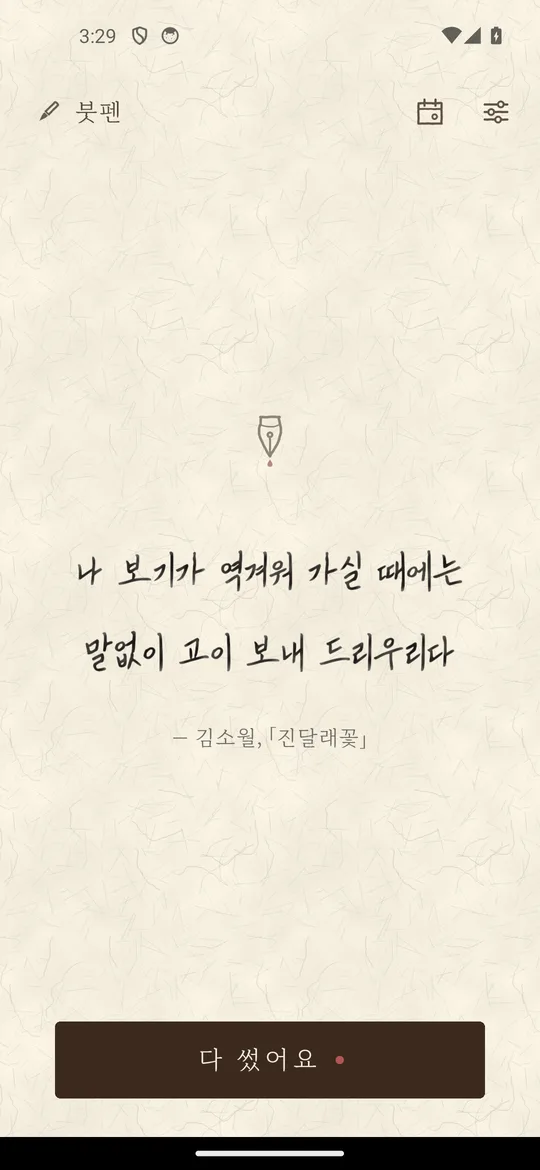 3:29
붓펜
나 보기가 역겨워 가실 때에는
말없이 고이 보내 드리우리다
– 김소월, 「진달래꽃」
다 썼어요